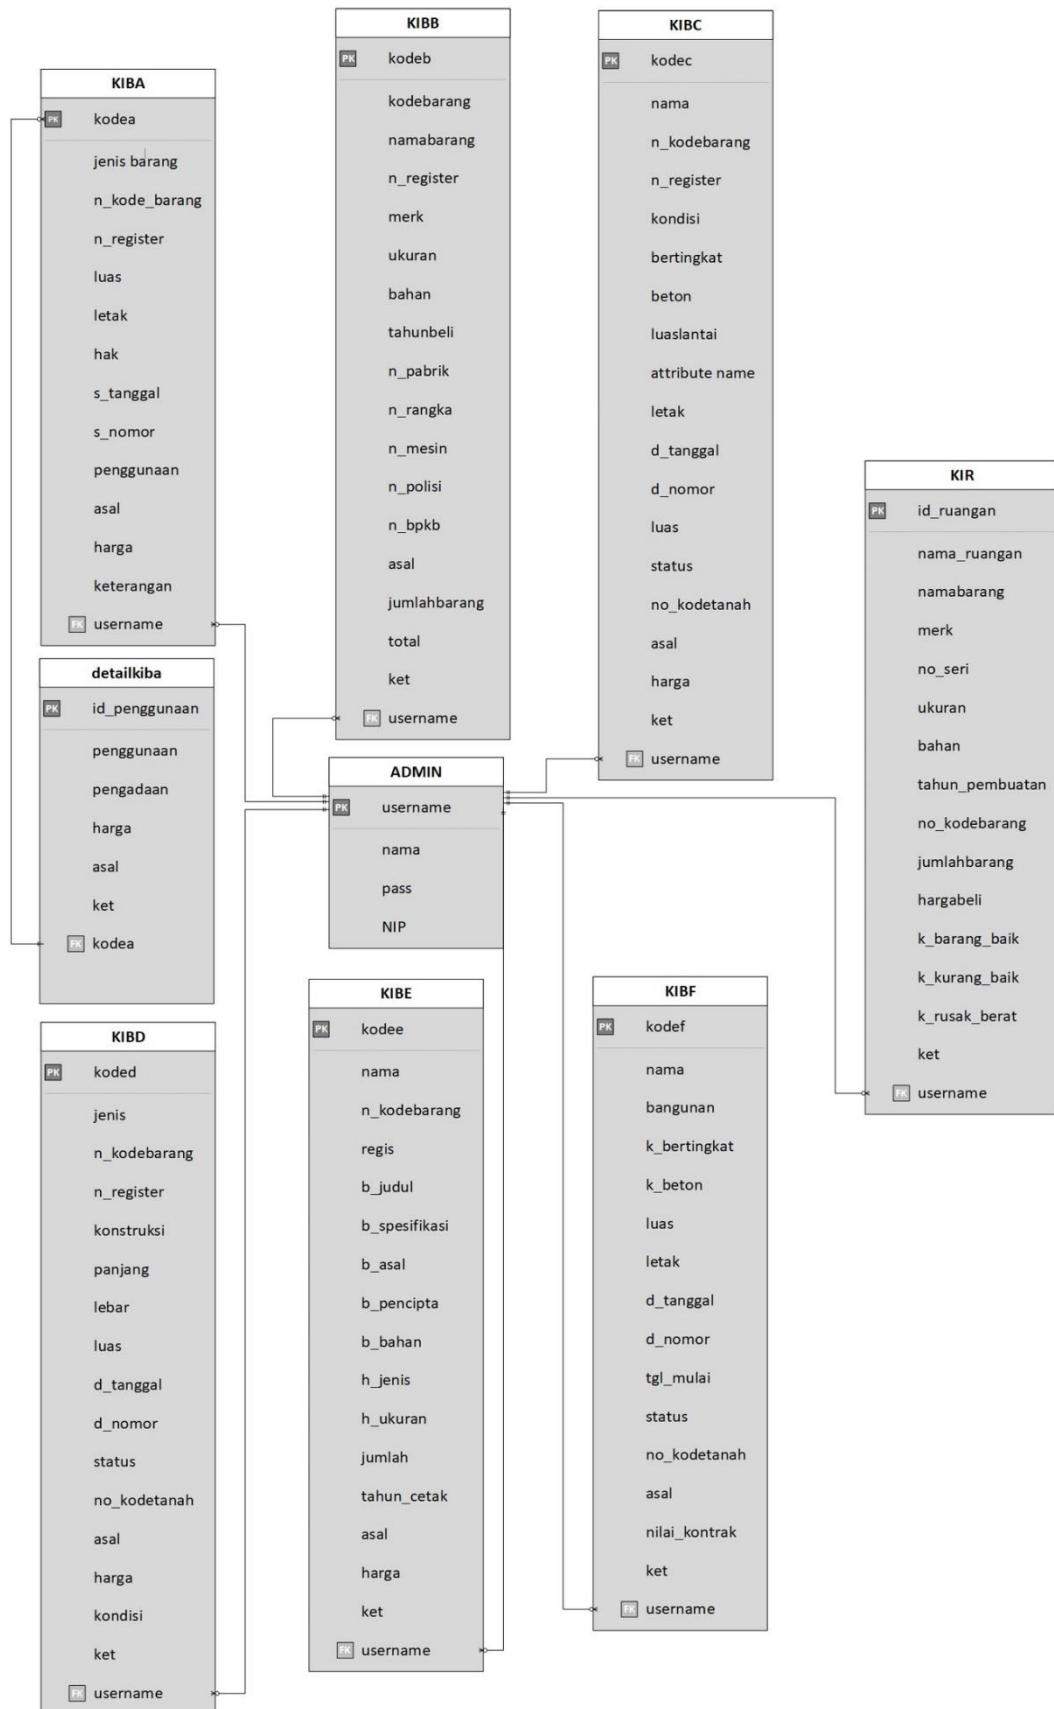 KIBA
PK kodea
jenis barang
n_kode_barang
n_register
luas
letak
hak
s_tanggal
s_nomor
penggunaan
asal
harga
keterangan
FK username
detailkiba
PK id_penggunaan
penggunaan
pengadaan
harga
asal
ket
FK kodea
KIBD
PK koded
jenis
n_kodebarang
n_register
konstruksi
panjang
lebar
luas
d_tanggal
d_nomor
status
no_kodetanah
asal
harga
kondisi
ket
FK username
KIBB
PK kodeb
kodebarang
namabarang
n_register
merk
ukuran
bahan
tahunbeli
n_pabrik
n_rangka
n_mesin
n_polisi
n_bpkb
asal
jumlahbarang
total
ket
FK username
ADMIN
PK username
nama
pass
NIP
KIBE
PK kodee
nama
n_kodebarang
regis
b_judul
b_spesifikasi
b_asal
b_pencipta
b_bahan
h_jenis
h_ukuran
jumlah
tahun_cetak
asal
harga
ket
FK username
KIBC
PK kodec
nama
n_kodebarang
n_register
kondisi
bertingkat
beton
luaslantai
attribute name
letak
d_tanggal
d_nomor
luas
status
no_kodetanah
asal
harga
ket
FK username
KIBF
PK kodef
nama
bangunan
k_bertingkat
k_beton
luas
letak
d_tanggal
d_nomor
tgl_mulai
status
no_kodetanah
asal
nilai_kontrak
ket
FK username
KIR
PK id_ruangan
nama_ruangan
namabarang
merk
no_seri
ukuran
bahan
tahun_pembuatan
no_kodebarang
jumlahbarang
hargabeli
k_barang_baik
k_kurang_baik
k_rusak_berat
ket
FK username